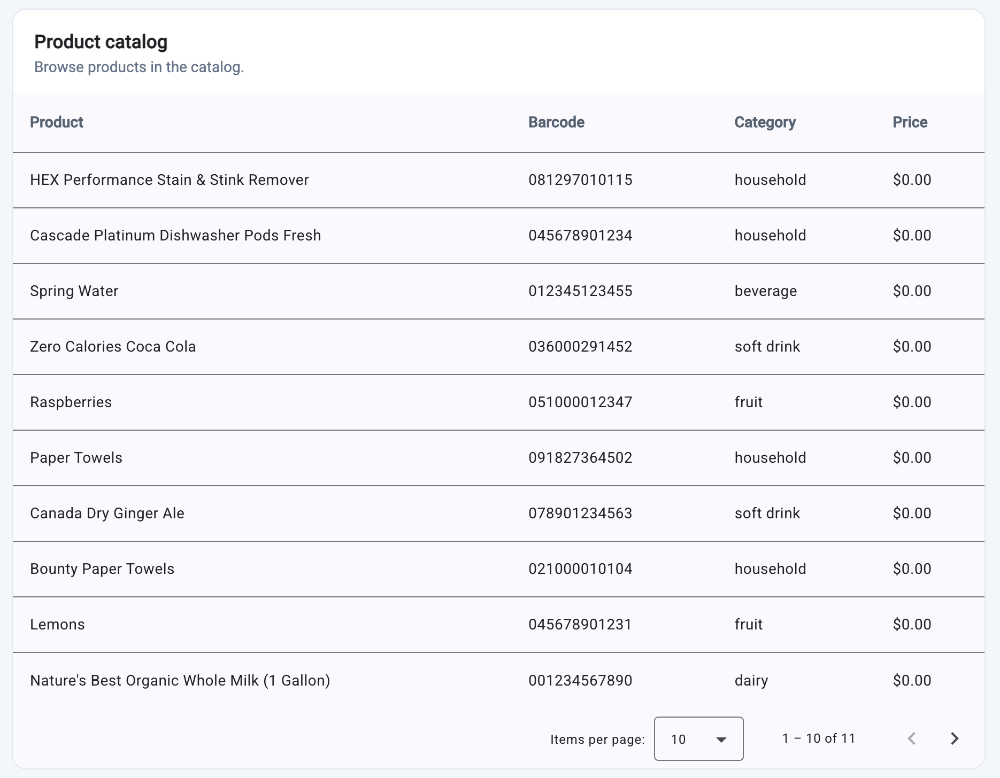 Product catalog
Browse products in the catalog.
Product Barcode Category Price
HEX Performance Stain & Stink Remover 081297010115 household $0.00
Cascade Platinum Dishwasher Pods Fresh 045678901234 household $0.00
Spring Water 012345123455 beverage $0.00
Zero Calories Coca Cola 036000291452 soft drink $0.00
Raspberries 051000012347 fruit $0.00
Paper Towels 091827364502 household $0.00
Canada Dry Ginger Ale 078901234563 soft drink $0.00
Bounty Paper Towels 021000010104 household $0.00
Lemons 045678901231 fruit $0.00
Nature's Best Organic Whole Milk (1 Gallon) 001234567890 dairy $0.00
Items per page: 10 1 – 10 of 11